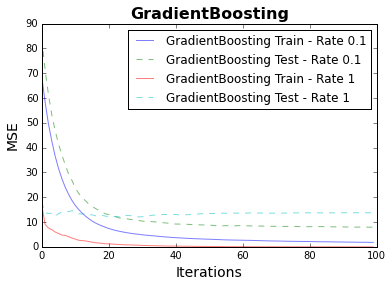 GradientBoosting
90
80
70
60
50
40
30
20
10
0
MSE
GradientBoosting Train - Rate 0.1
GradientBoosting Test - Rate 0.1
GradientBoosting Train - Rate 1
GradientBoosting Test - Rate 1
0 20 40 60 80 100
Iterations